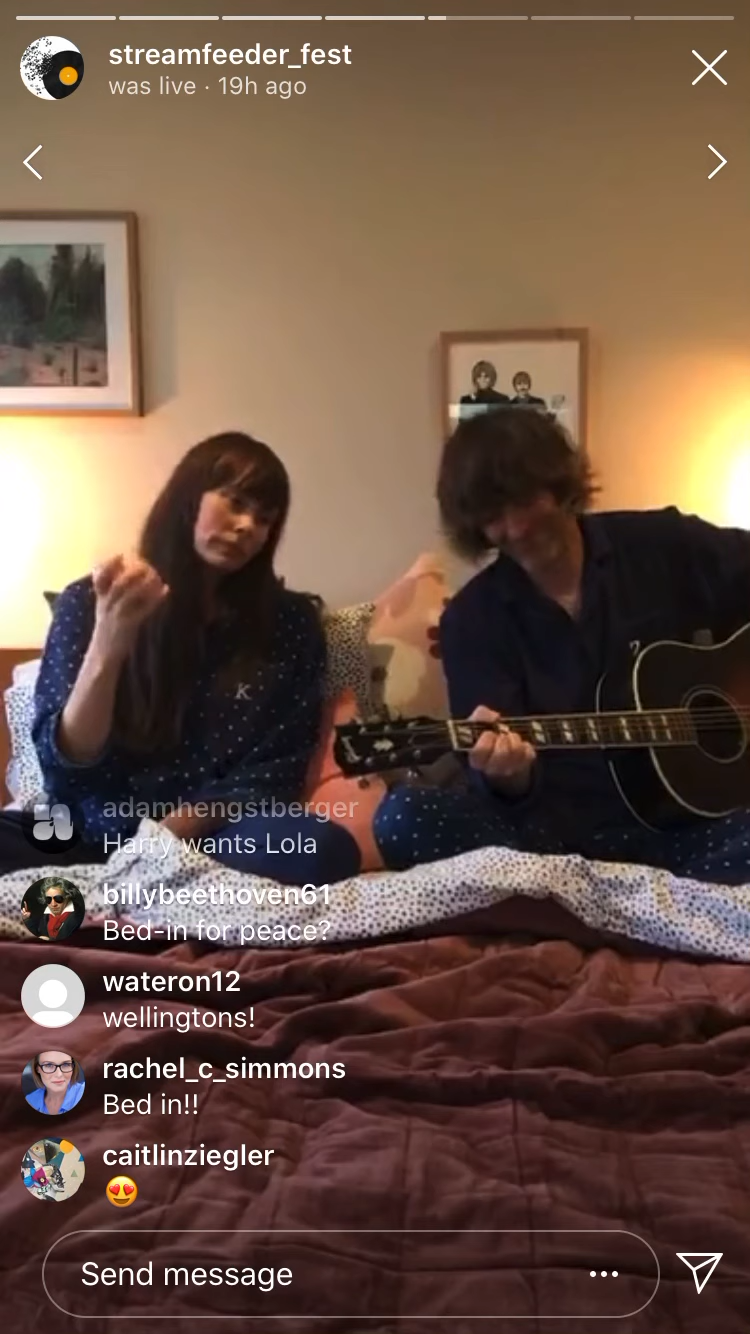 streamfeeder_fest
was live · 19h ago
K
adamhengstberger
Harry wants Lola
billybeethoven61
Bed-in for peace?
wateron12
wellingtons!
rachel_c_simmons
Bed in!!
caitlinziegler
😍
Send message